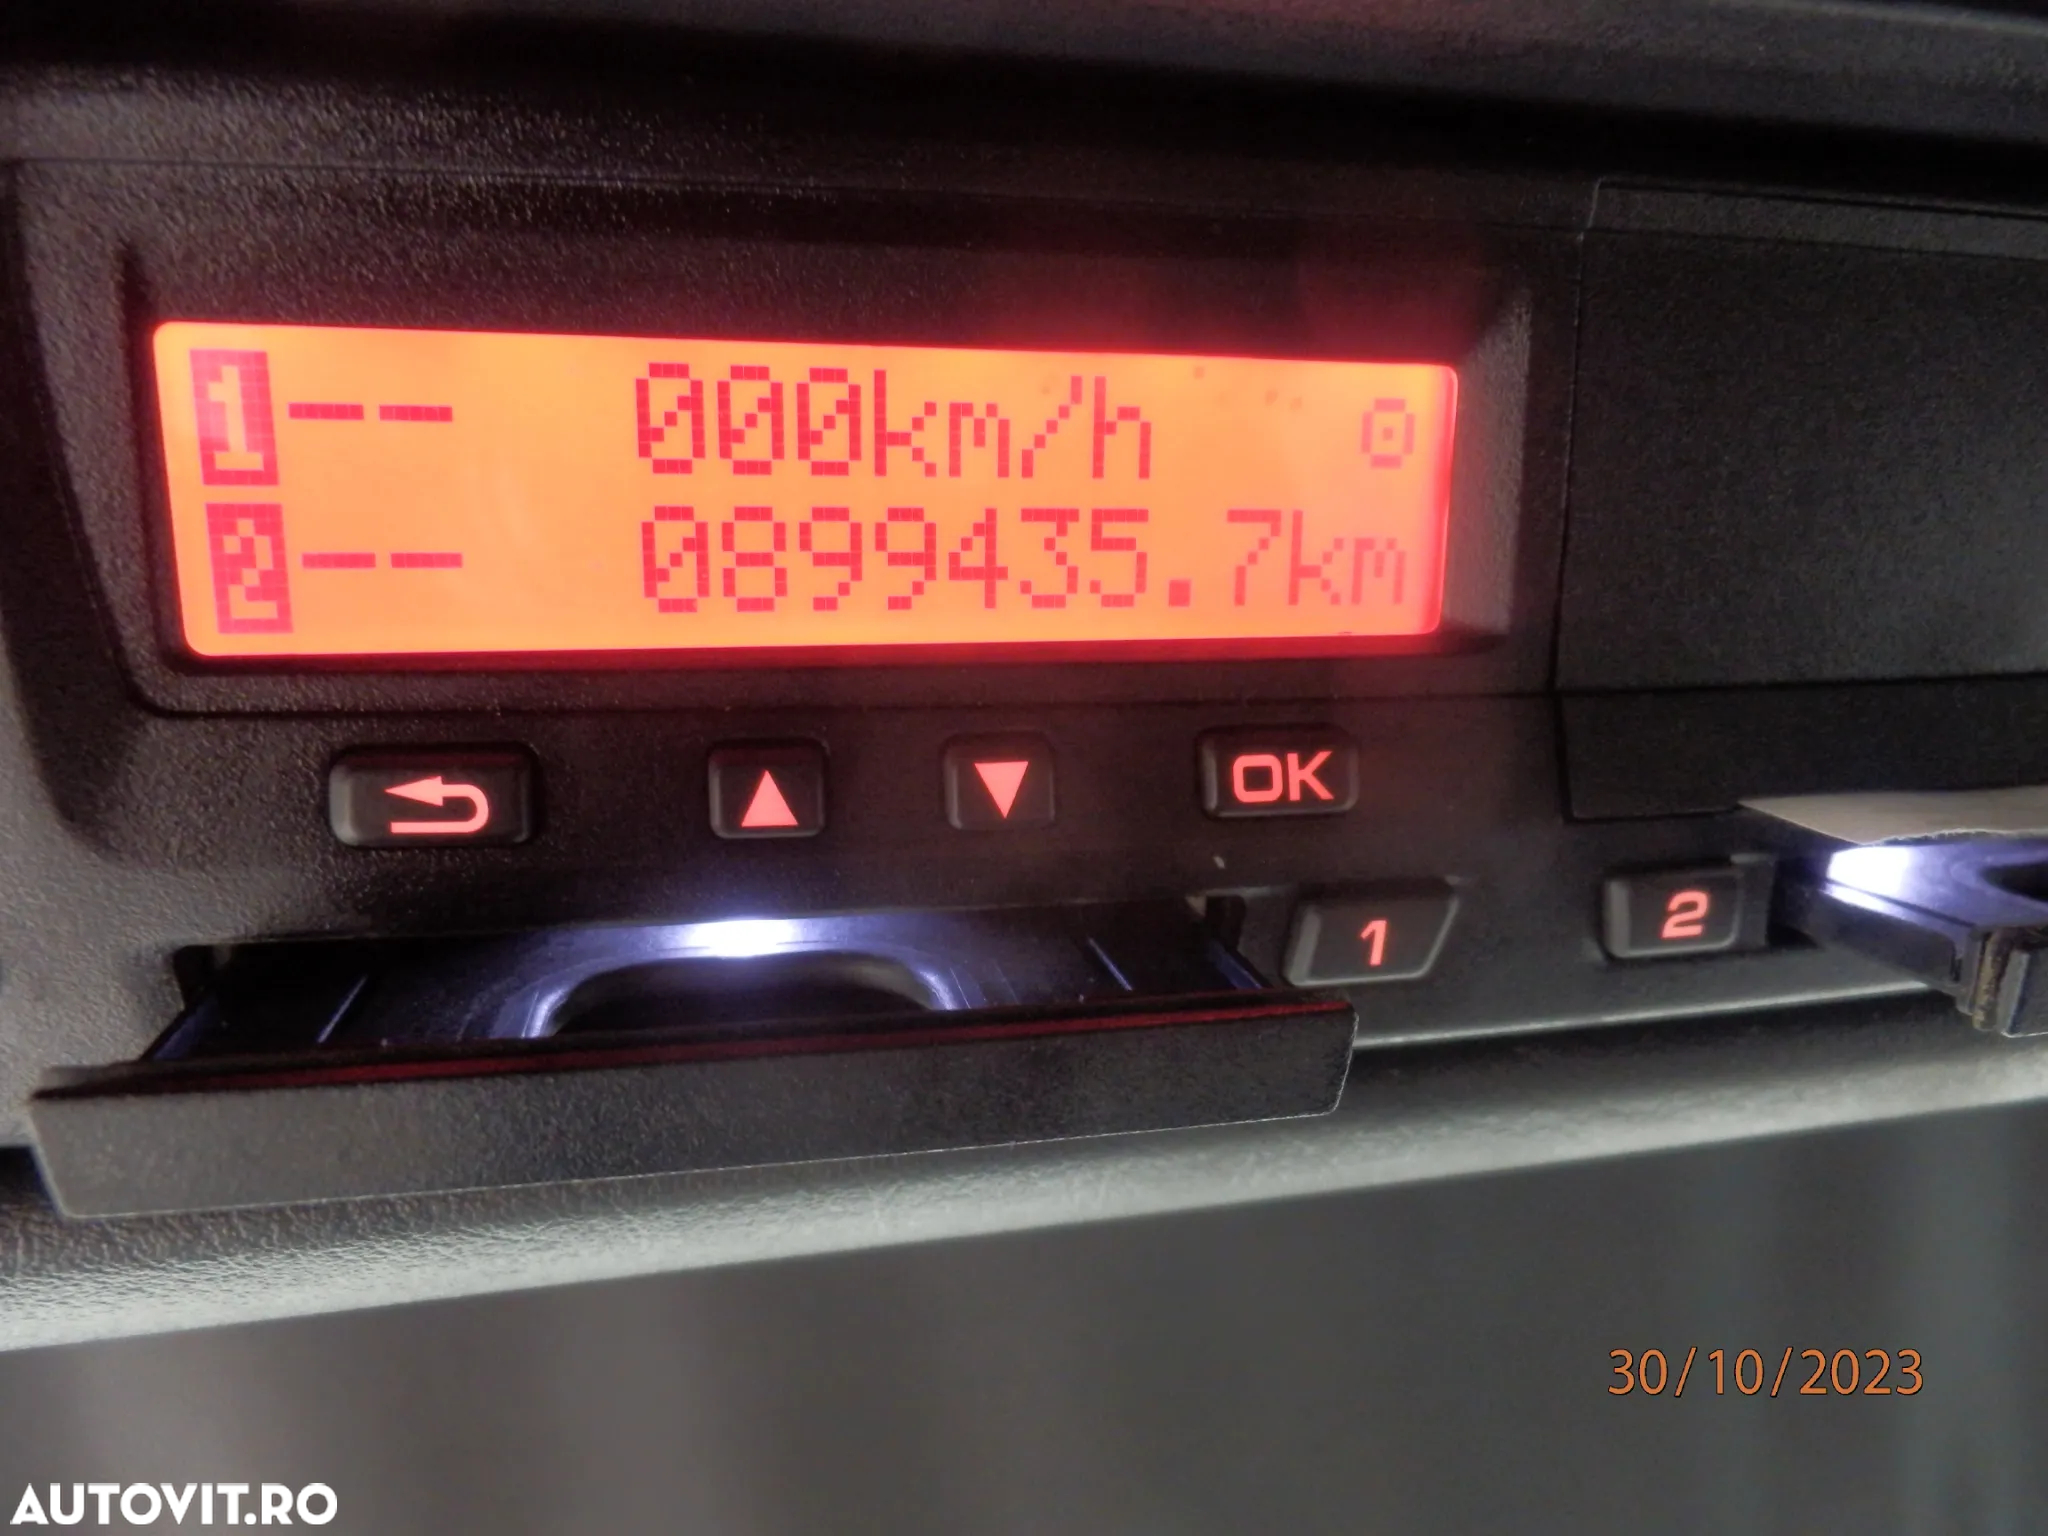 1 -- 000km/h
2 -- 0899435.7km
OK
1
2
30/10/2023
AUTOVIT.RO